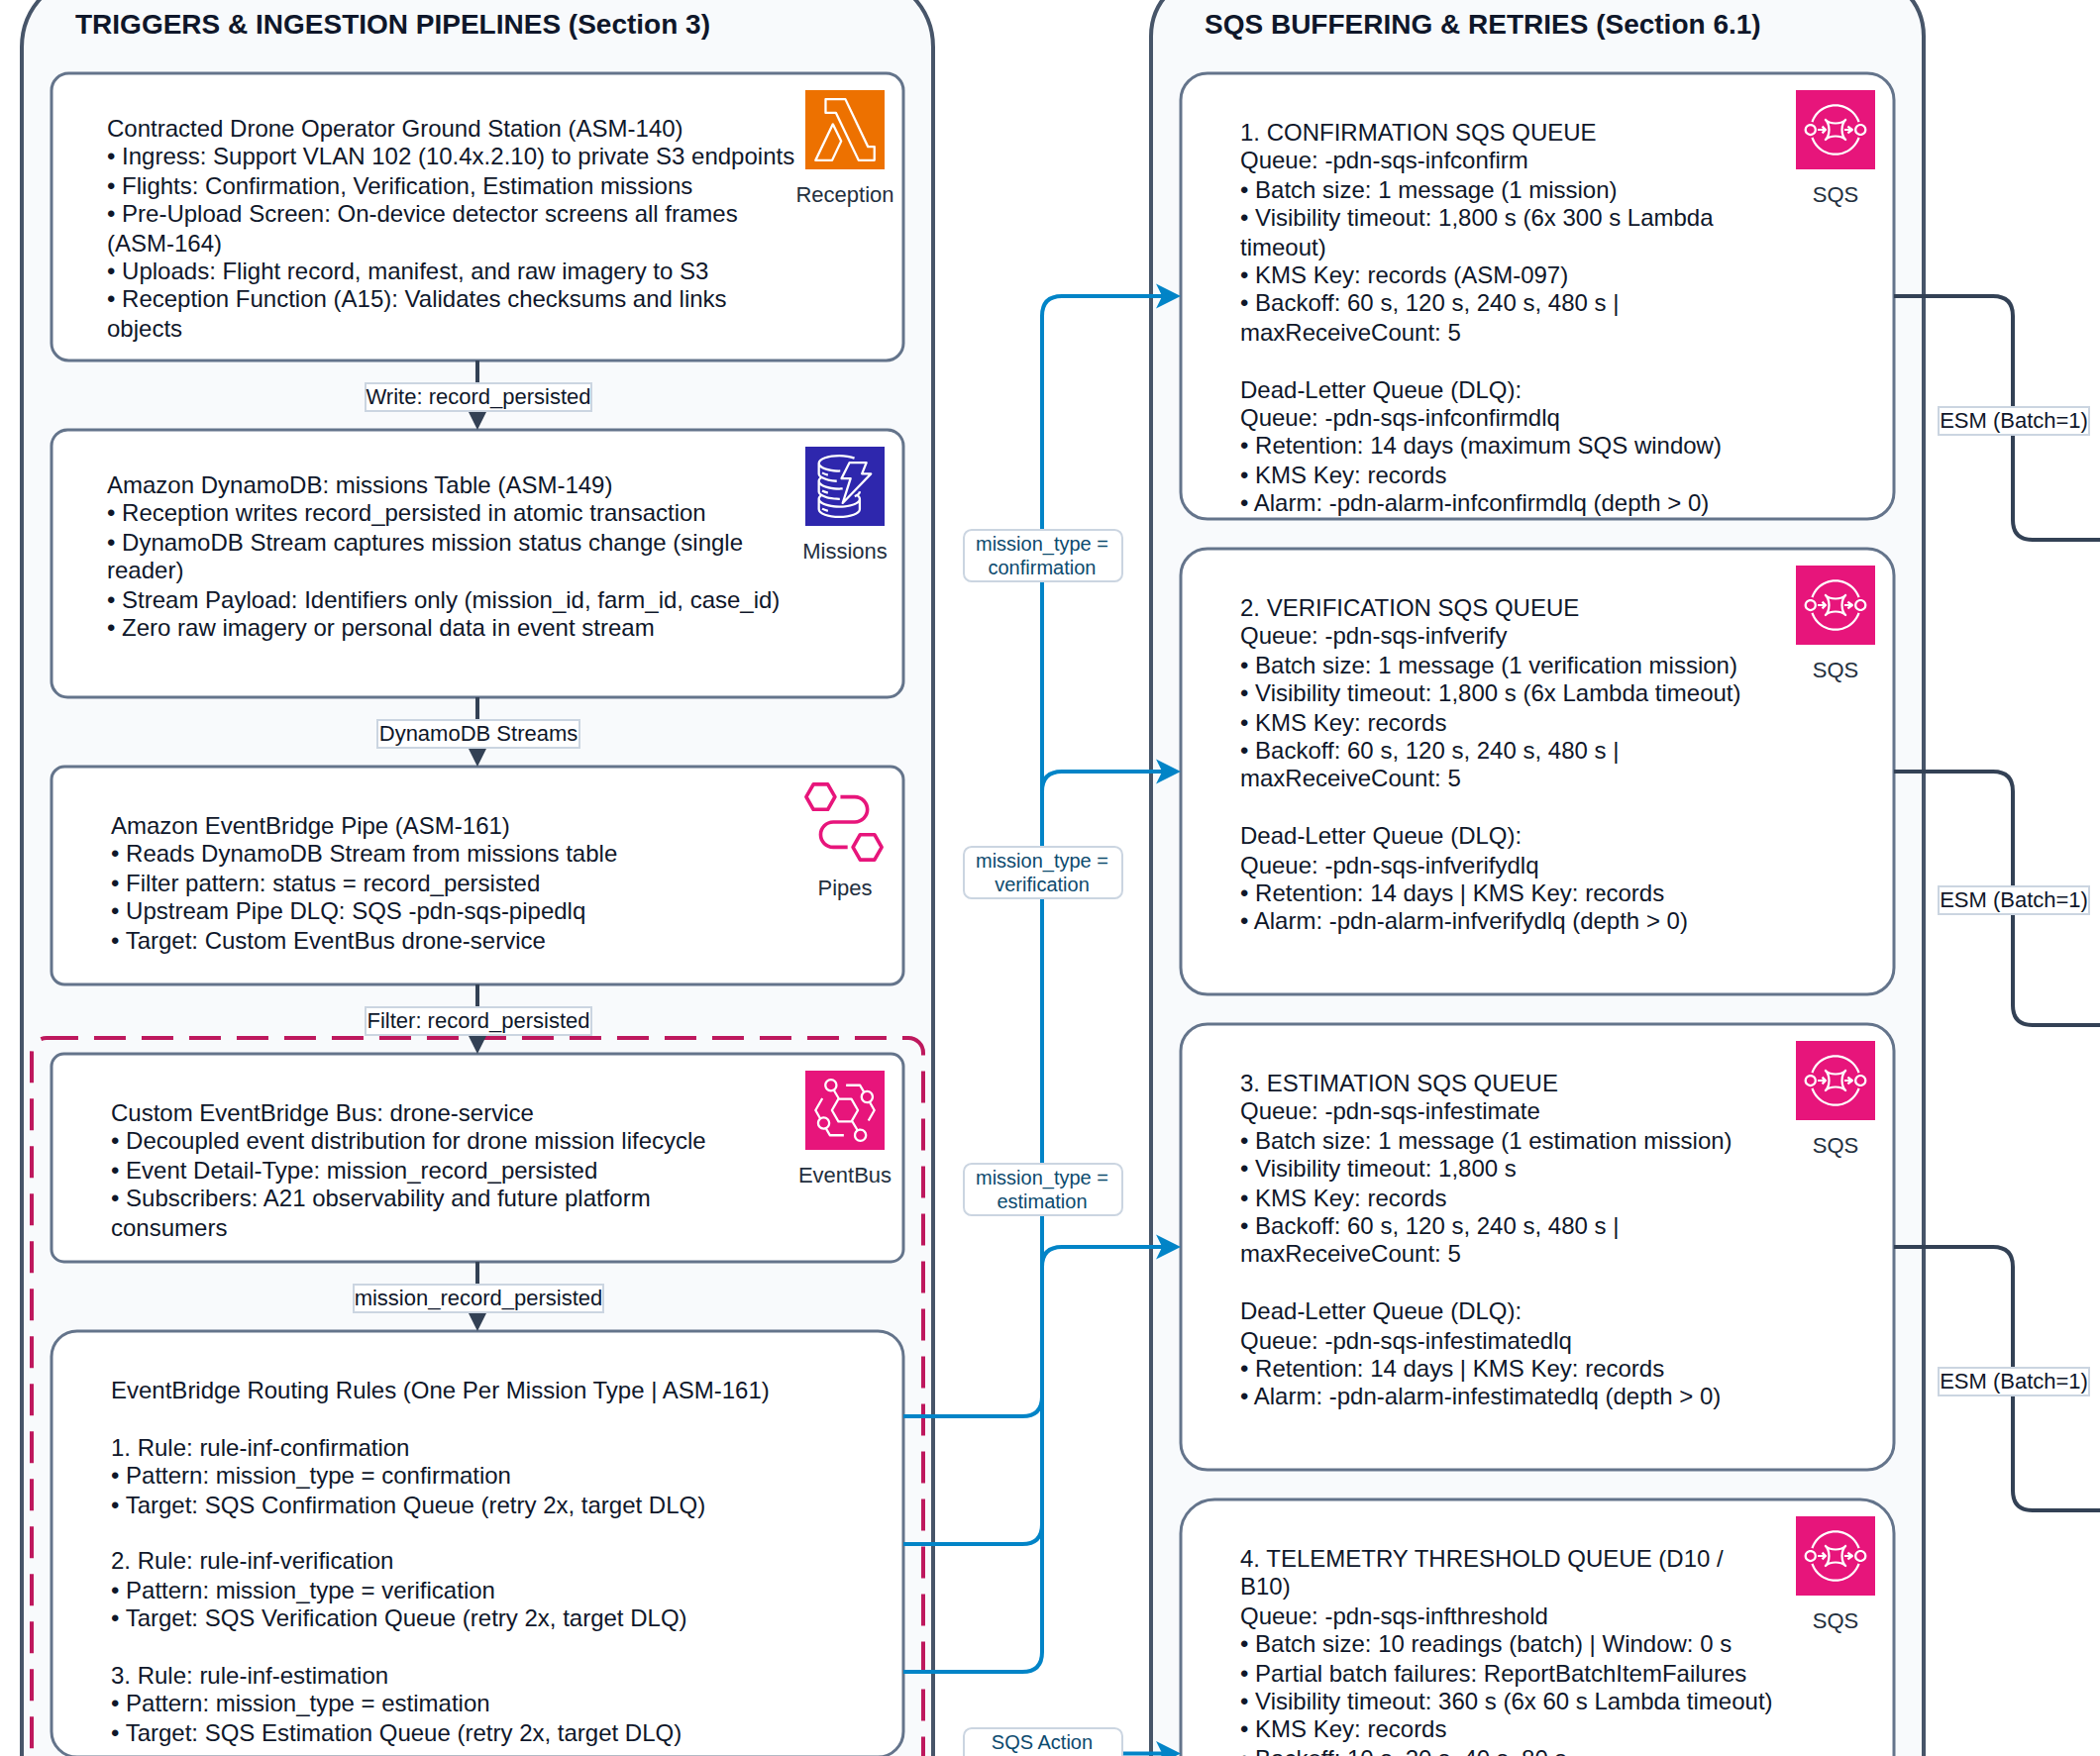 TRIGGERS & INGESTION PIPELINES (Section 3)
Contracted Drone Operator Ground Station (ASM-140)
• Ingress: Support VLAN 102 (10.4x.2.10) to private S3 endpoints
• Flights: Confirmation, Verification, Estimation missions
• Pre-Upload Screen: On-device detector screens all frames
(ASM-164)
• Uploads: Flight record, manifest, and raw imagery to S3
• Reception Function (A15): Validates checksums and links
objects
Reception
Write: record_persisted
Amazon DynamoDB: missions Table (ASM-149)
• Reception writes record_persisted in atomic transaction
• DynamoDB Stream captures mission status change (single
reader)
• Stream Payload: Identifiers only (mission_id, farm_id, case_id)
• Zero raw imagery or personal data in event stream
Missions
DynamoDB Streams
Amazon EventBridge Pipe (ASM-161)
• Reads DynamoDB Stream from missions table
• Filter pattern: status = record_persisted
• Upstream Pipe DLQ: SQS -pdn-sqs-pipedlq
• Target: Custom EventBus drone-service
Pipes
Filter: record_persisted
Custom EventBridge Bus: drone-service
• Decoupled event distribution for drone mission lifecycle
• Event Detail-Type: mission_record_persisted
• Subscribers: A21 observability and future platform
consumers
EventBus
mission_record_persisted
EventBridge Routing Rules (One Per Mission Type | ASM-161)
1. Rule: rule-inf-confirmation
• Pattern: mission_type = confirmation
• Target: SQS Confirmation Queue (retry 2x, target DLQ)
2. Rule: rule-inf-verification
• Pattern: mission_type = verification
• Target: SQS Verification Queue (retry 2x, target DLQ)
3. Rule: rule-inf-estimation
• Pattern: mission_type = estimation
• Target: SQS Estimation Queue (retry 2x, target DLQ)
mission_type =
confirmation
mission_type =
verification
mission_type =
estimation
SQS Action
SQS BUFFERING & RETRIES (Section 6.1)
1. CONFIRMATION SQS QUEUE
Queue: -pdn-sqs-infconfirm
• Batch size: 1 message (1 mission)
• Visibility timeout: 1,800 s (6x 300 s Lambda
timeout)
• KMS Key: records (ASM-097)
• Backoff: 60 s, 120 s, 240 s, 480 s |
maxReceiveCount: 5
Dead-Letter Queue (DLQ):
Queue: -pdn-sqs-infconfirmdlq
• Retention: 14 days (maximum SQS window)
• KMS Key: records
• Alarm: -pdn-alarm-infconfirmdlq (depth > 0)
SQS
2. VERIFICATION SQS QUEUE
Queue: -pdn-sqs-infverify
• Batch size: 1 message (1 verification mission)
• Visibility timeout: 1,800 s (6x Lambda timeout)
• KMS Key: records
• Backoff: 60 s, 120 s, 240 s, 480 s |
maxReceiveCount: 5
Dead-Letter Queue (DLQ):
Queue: -pdn-sqs-infverifydlq
• Retention: 14 days | KMS Key: records
• Alarm: -pdn-alarm-infverifydlq (depth > 0)
SQS
3. ESTIMATION SQS QUEUE
Queue: -pdn-sqs-infestimate
• Batch size: 1 message (1 estimation mission)
• Visibility timeout: 1,800 s
• KMS Key: records
• Backoff: 60 s, 120 s, 240 s, 480 s |
maxReceiveCount: 5
Dead-Letter Queue (DLQ):
Queue: -pdn-sqs-infestimatedlq
• Retention: 14 days | KMS Key: records
• Alarm: -pdn-alarm-infestimatedlq (depth > 0)
SQS
4. TELEMETRY THRESHOLD QUEUE (D10 /
B10)
Queue: -pdn-sqs-infthreshold
• Batch size: 10 readings (batch) | Window: 0 s
• Partial batch failures: ReportBatchItemFailures
• Visibility timeout: 360 s (6x 60 s Lambda timeout)
• KMS Key: records
SQS
ESM (Batch=1)
ESM (Batch=1)
ESM (Batch=1)